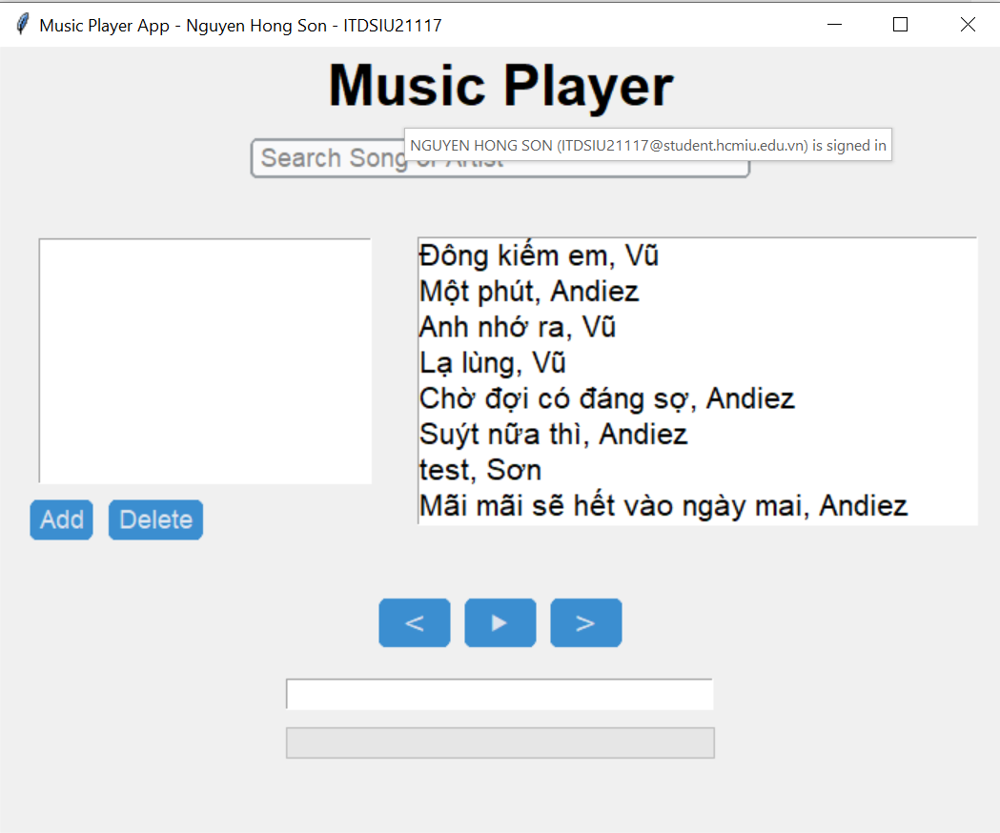 Music Player App - Nguyen Hong Son - ITDSIU21117
Music Player
NGUYEN HONG SON (ITDSIU21117@student.hcmiu.edu.vn) is signed in
Search Song or Artist
Đông kiếm em, Vũ
Một phút, Andiez
Anh nhớ ra, Vũ
Lạ lùng, Vũ
Chờ đợi có đáng sợ, Andiez
Suýt nữa thì, Andiez
test, Sơn
Mãi mãi sẽ hết vào ngày mai, Andiez
Add Delete
< ▶ >